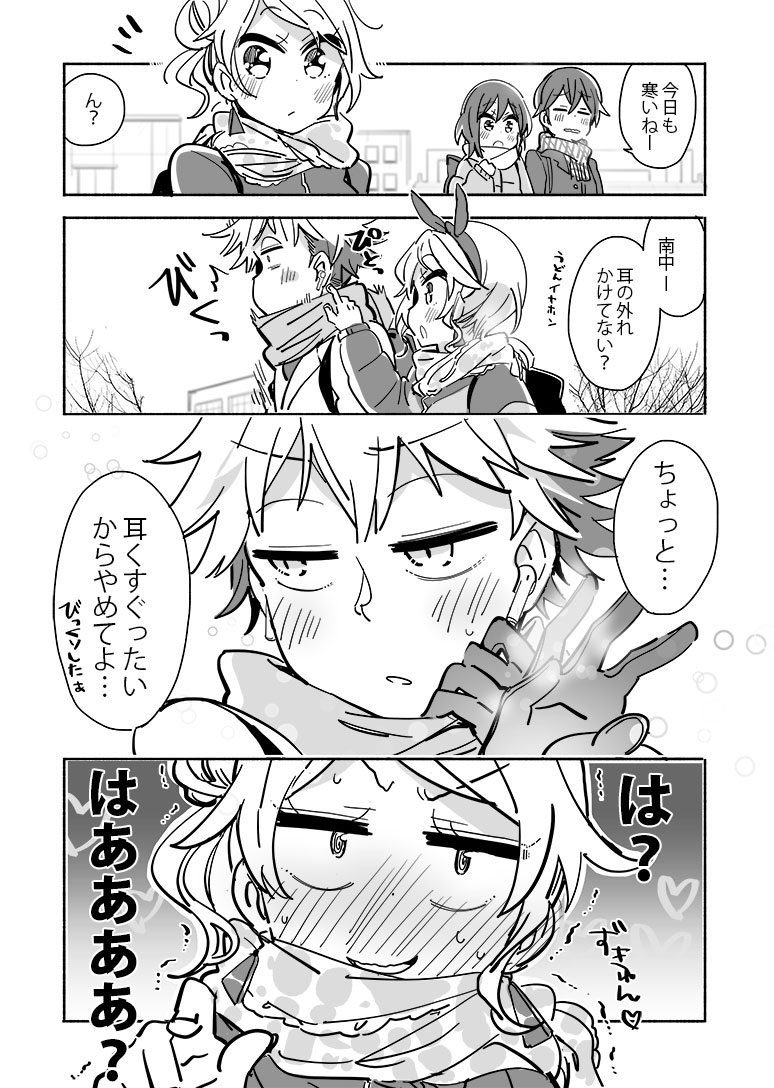 今日も
寒いねー
ん?
南中ー
耳の外れ
かけてない?
うどんイヤホン
ぴとっ
びくっ
ちょっと…
耳くすぐったい
からやめてよ…
びっくりしたぁ
は?
ずきゅん♡
はああああ?